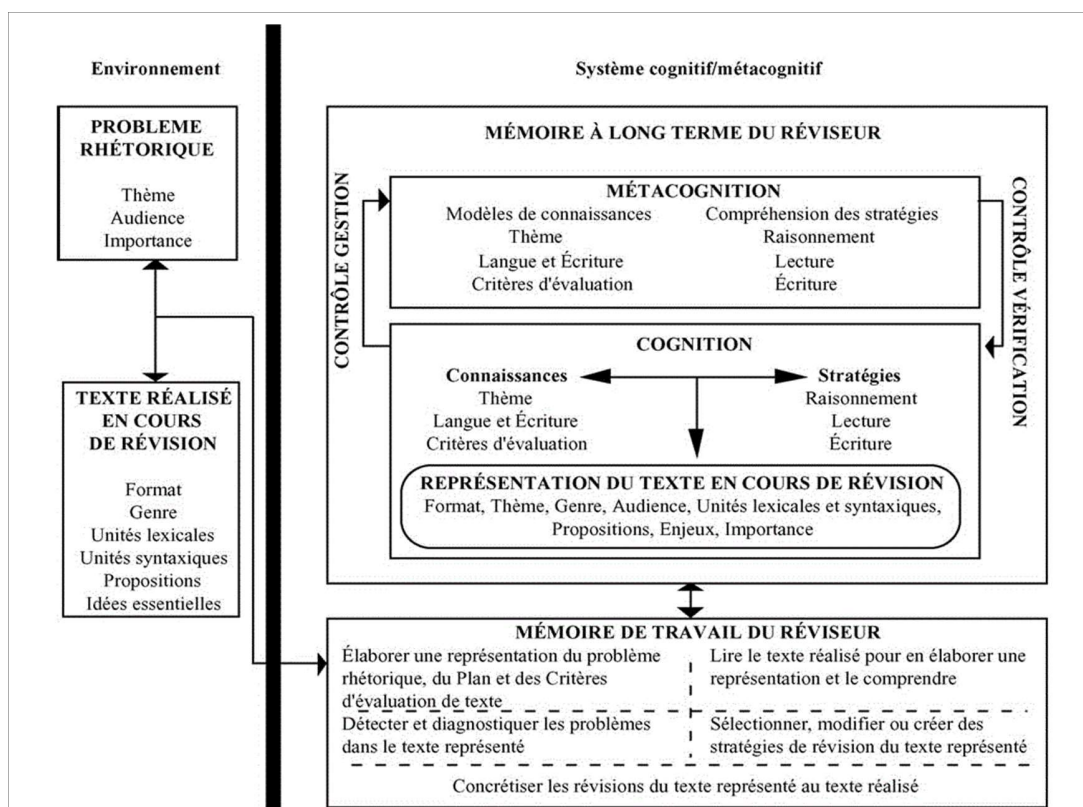 Environnement
PROBLEME
RHÉTORIQUE
Thème
Audience
Importance
TEXTE RÉALISÉ
EN COURS
DE RÉVISION
Format
Genre
Unités lexicales
Unités syntaxiques
Propositions
Idées essentielles
Système cognitif/métacognitif
MÉMOIRE À LONG TERME DU RÉVISEUR
CONTRÔLE GESTION
MÉTACOGNITION
Modèles de connaissances
Thème
Langue et Écriture
Critères d'évaluation
Compréhension des stratégies
Raisonnement
Lecture
Écriture
CONTRÔLE VÉRIFICATION
COGNITION
Connaissances
Thème
Langue et Écriture
Critères d'évaluation
Stratégies
Raisonnement
Lecture
Écriture
REPRÉSENTATION DU TEXTE EN COURS DE RÉVISION
Format, Thème, Genre, Audience, Unités lexicales et syntaxiques,
Propositions, Enjeux, Importance
MÉMOIRE DE TRAVAIL DU RÉVISEUR
Élaborer une représentation du problème
rhétorique, du Plan et des Critères
d'évaluation de texte
Lire le texte réalisé pour en élaborer une
représentation et le comprendre
Détecter et diagnostiquer les problèmes
dans le texte représenté
Sélectionner, modifier ou créer des
stratégies de révision du texte représenté
Concrétiser les révisions du texte représenté au texte réalisé